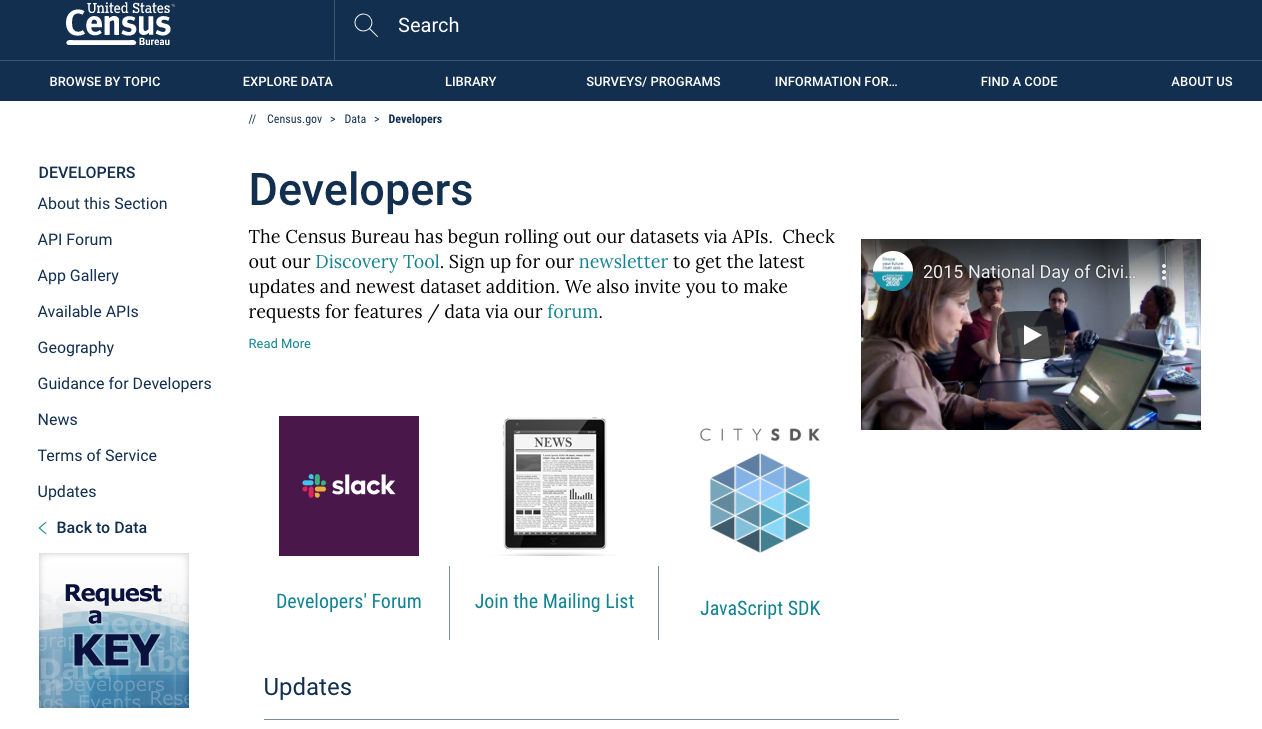 United States™
Census
Bureau
Search
BROWSE BY TOPIC
EXPLORE DATA
LIBRARY
SURVEYS/ PROGRAMS
INFORMATION FOR...
FIND A CODE
ABOUT US
// Census.gov > Data > Developers
DEVELOPERS
About this Section
API Forum
App Gallery
Available APIs
Geography
Guidance for Developers
News
Terms of Service
Updates
Back to Data
Request
a
KEY
Data
Developers
Events
Developers
The Census Bureau has begun rolling out our datasets via APIs.  Check
out our Discovery Tool. Sign up for our newsletter to get the latest
updates and newest dataset addition. We also invite you to make
requests for features / data via our forum.
Read More
2015 National Day of Civi...
Census
2020
slack
NEWS
CITYSDK
Developers' Forum
Join the Mailing List
JavaScript SDK
Updates